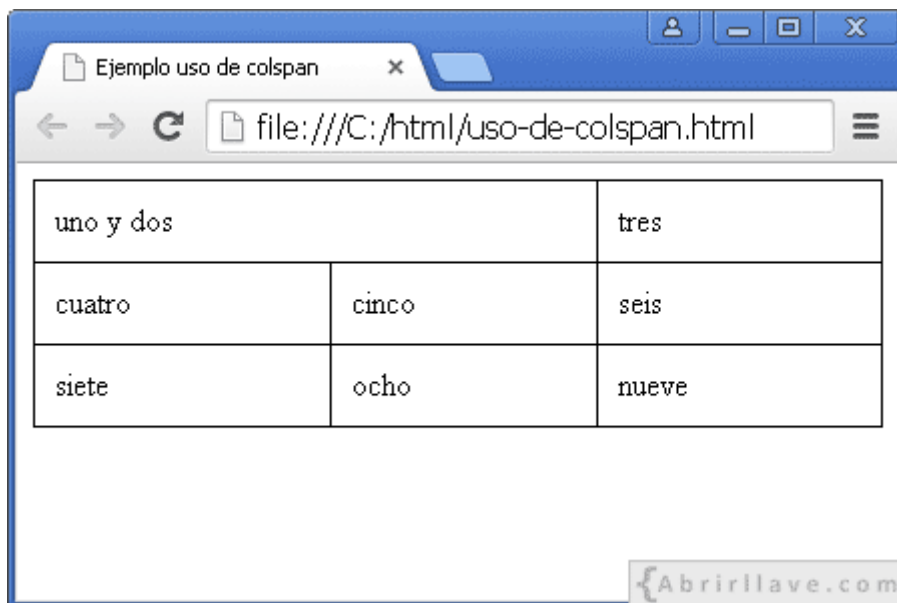 Ejemplo uso de colspan
file:///C:/html/uso-de-colspan.html
uno y dos tres
cuatro cinco seis
siete ocho nueve
{Abrirllave.com